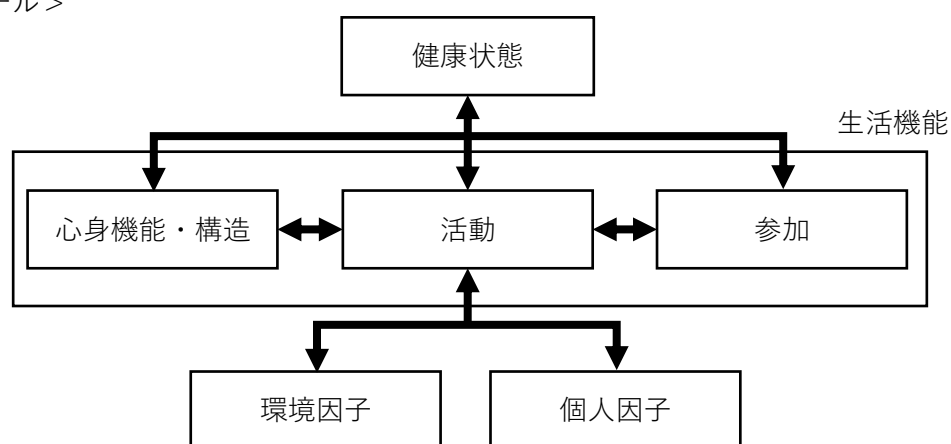 ール＞
健康状態
生活機能
心身機能・構造
活動
参加
環境因子
個人因子